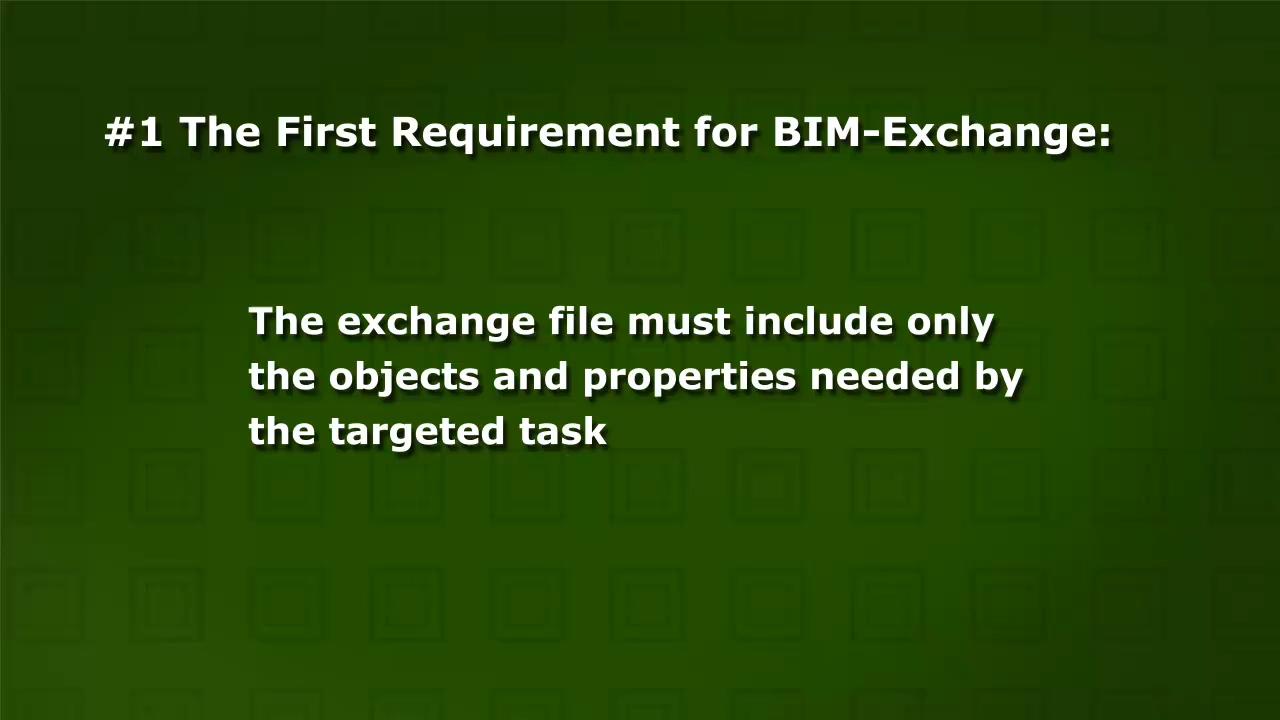 #1 The First Requirement for BIM-Exchange:
The exchange file must include only
the objects and properties needed by
the targeted task